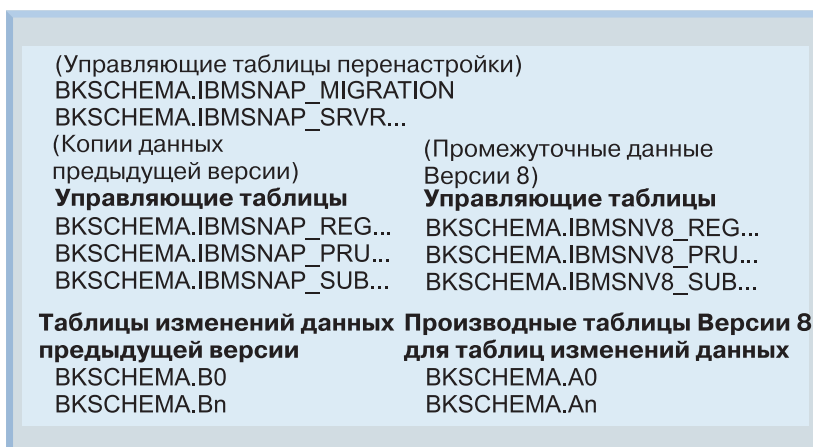 (Управляющие таблицы перенастройки)
BKSCHEMA.IBMSNAP_MIGRATION
BKSCHEMA.IBMSNAP_SRVR...
(Копии данных
предыдущей версии)
Управляющие таблицы
BKSCHEMA.IBMSNAP_REG...
BKSCHEMA.IBMSNAP_PRU...
BKSCHEMA.IBMSNAP_SUB...
(Промежуточные данные
Версии 8)
Управляющие таблицы
BKSCHEMA.IBMSNV8_REG...
BKSCHEMA.IBMSNV8_PRU...
BKSCHEMA.IBMSNV8_SUB...
Таблицы изменений данных
предыдущей версии
BKSCHEMA.B0
BKSCHEMA.Bn
Производные таблицы Версии 8
для таблиц изменений данных
BKSCHEMA.A0
BKSCHEMA.An